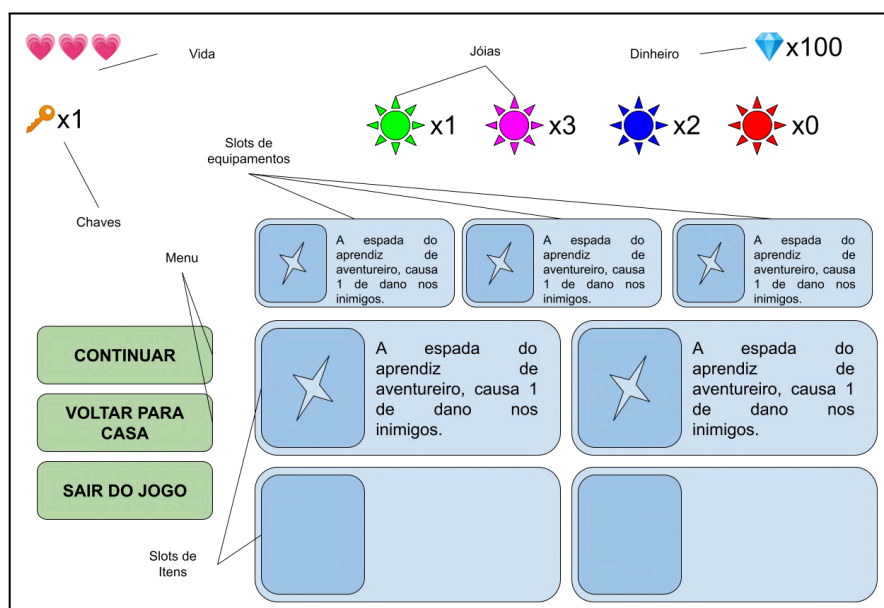 Vida
Jóias
Dinheiro
x100
x1
x1
x3
x2
x0
Slots de
equipamentos
Chaves
A espada do
aprendiz de
aventureiro, causa
1 de dano nos
inimigos.
A espada do
aprendiz de
aventureiro, causa
1 de dano nos
inimigos.
A espada do
aprendiz de
aventureiro, causa
1 de dano nos
inimigos.
Menu
CONTINUAR
VOLTAR PARA
CASA
SAIR DO JOGO
A espada do
aprendiz de
aventureiro, causa 1
de dano nos
inimigos.
A espada do
aprendiz de
aventureiro, causa 1
de dano nos
inimigos.
Slots de
Itens